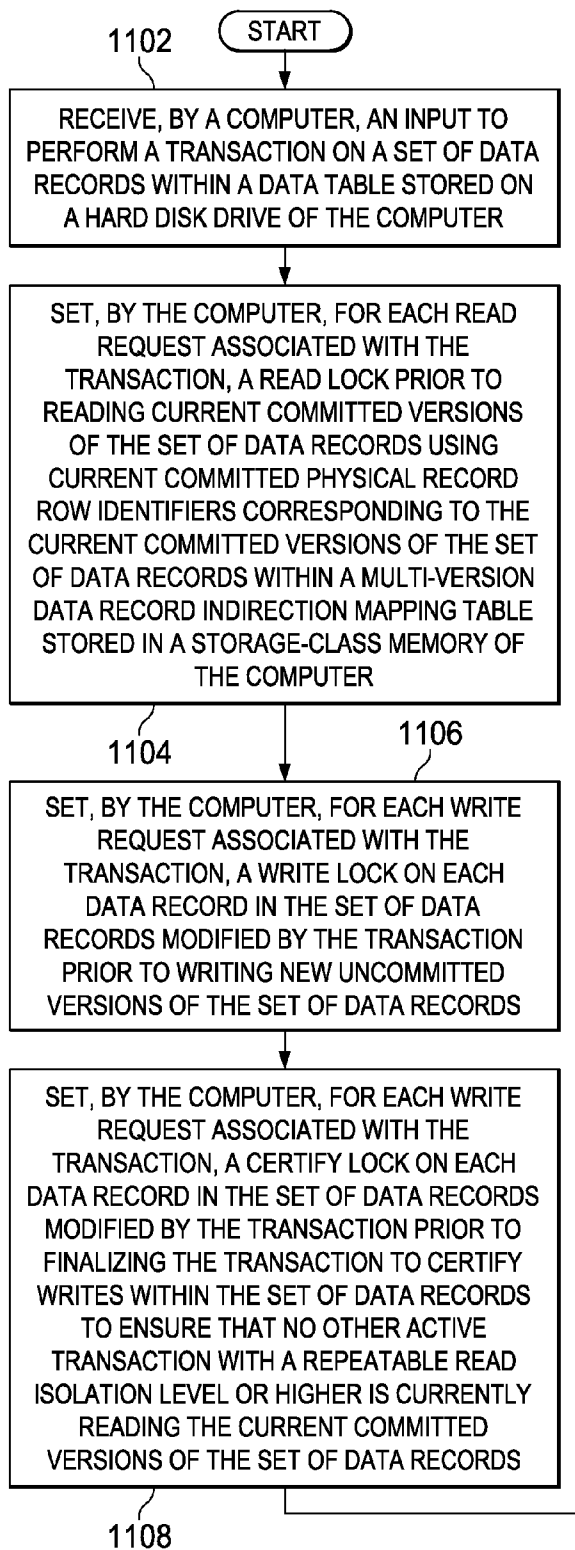 START
1102
RECEIVE, BY A COMPUTER, AN INPUT TO
PERFORM A TRANSACTION ON A SET OF DATA
RECORDS WITHIN A DATA TABLE STORED ON
A HARD DISK DRIVE OF THE COMPUTER
SET, BY THE COMPUTER, FOR EACH READ
REQUEST ASSOCIATED WITH THE
TRANSACTION, A READ LOCK PRIOR TO
READING CURRENT COMMITTED VERSIONS
OF THE SET OF DATA RECORDS USING
CURRENT COMMITTED PHYSICAL RECORD
ROW IDENTIFIERS CORRESPONDING TO THE
CURRENT COMMITTED VERSIONS OF THE SET
OF DATA RECORDS WITHIN A MULTI-VERSION
DATA RECORD INDIRECTION MAPPING TABLE
STORED IN A STORAGE-CLASS MEMORY OF
THE COMPUTER
1104
1106
SET, BY THE COMPUTER, FOR EACH WRITE
REQUEST ASSOCIATED WITH THE
TRANSACTION, A WRITE LOCK ON EACH
DATA RECORD IN THE SET OF DATA
RECORDS MODIFIED BY THE TRANSACTION
PRIOR TO WRITING NEW UNCOMMITTED
VERSIONS OF THE SET OF DATA RECORDS
SET, BY THE COMPUTER, FOR EACH WRITE
REQUEST ASSOCIATED WITH THE
TRANSACTION, A CERTIFY LOCK ON EACH
DATA RECORD IN THE SET OF DATA RECORDS
MODIFIED BY THE TRANSACTION PRIOR TO
FINALIZING THE TRANSACTION TO CERTIFY
WRITES WITHIN THE SET OF DATA RECORDS
TO ENSURE THAT NO OTHER ACTIVE
TRANSACTION WITH A REPEATABLE READ
ISOLATION LEVEL OR HIGHER IS CURRENTLY
READING THE CURRENT COMMITTED
VERSIONS OF THE SET OF DATA RECORDS
1108